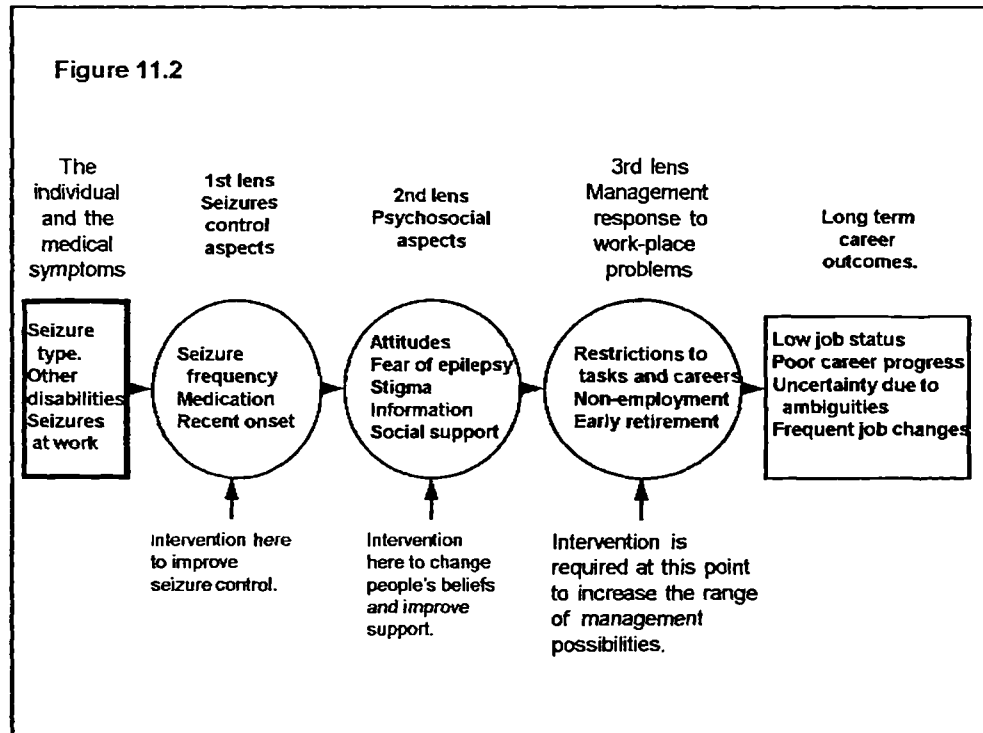 Figure 11.2
The
individual
and the
medical
symptoms
1st lens
Seizures
control
aspects
2nd lens
Psychosocial
aspects
3rd lens
Management
response to
work-place
problems
Long term
career
outcomes.
Seizure
type.
Other
disabilities
Seizures
at work
Seizure
frequency
Medication
Recent onset
Attitudes
Fear of epilepsy
Stigma
Information
Social support
Restrictions to
tasks and careers
Non-employment
Early retirement
Low job status
Poor career progress
Uncertainty due to
ambiguities
Frequent job changes
Intervention here
to improve
seizure control.
Intervention
here to change
people's beliefs
and improve
support.
Intervention is
required at this point
to increase the range
of management
possibilities.